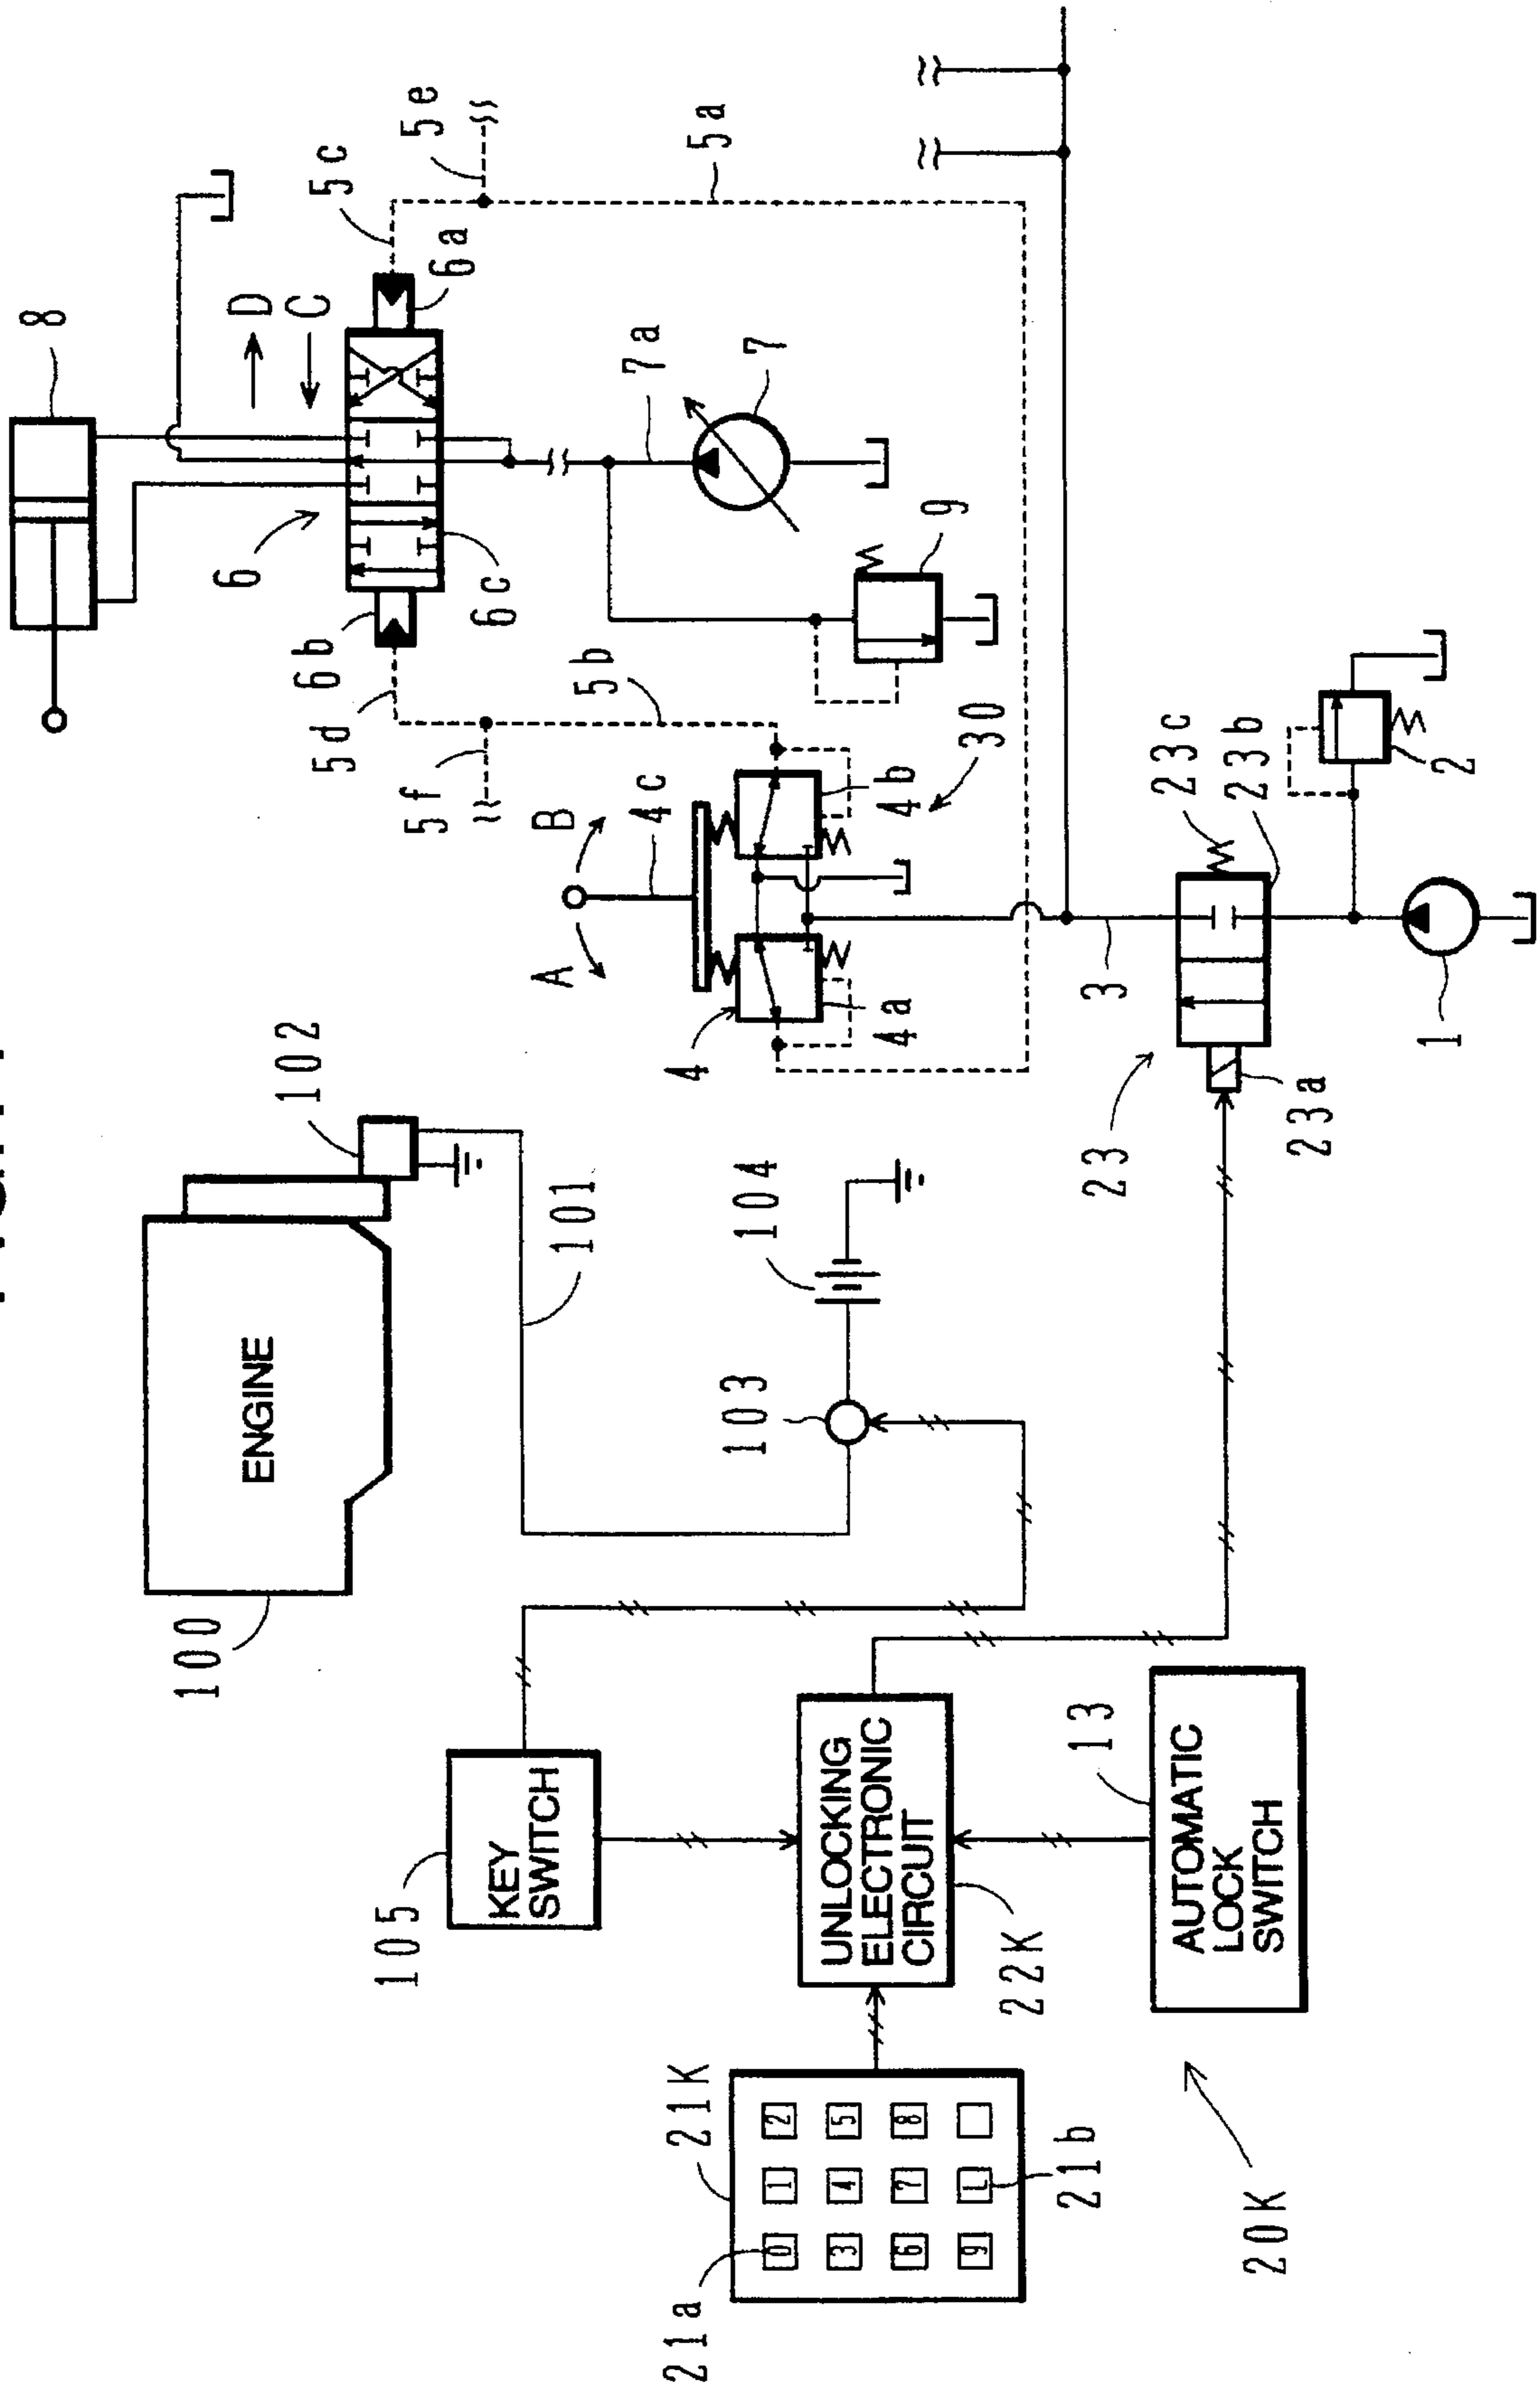 8
D
C
100
ENGINE
102
6
6b
5d
5c
105
5f
5e
6a
6c
KEY
SWITCH
A
B
101
5b
4c
7a
21a
21K
4
5a
103
104
7
0
1
2
3
4
5
6
7
8
9
L
UNLOCKING
ELECTRONIC
CIRCUIT
4a
4b
9
30
22K
21b
13
3
23
23c
AUTOMATIC
LOCK
SWITCH
23b
20K
23a
1
2